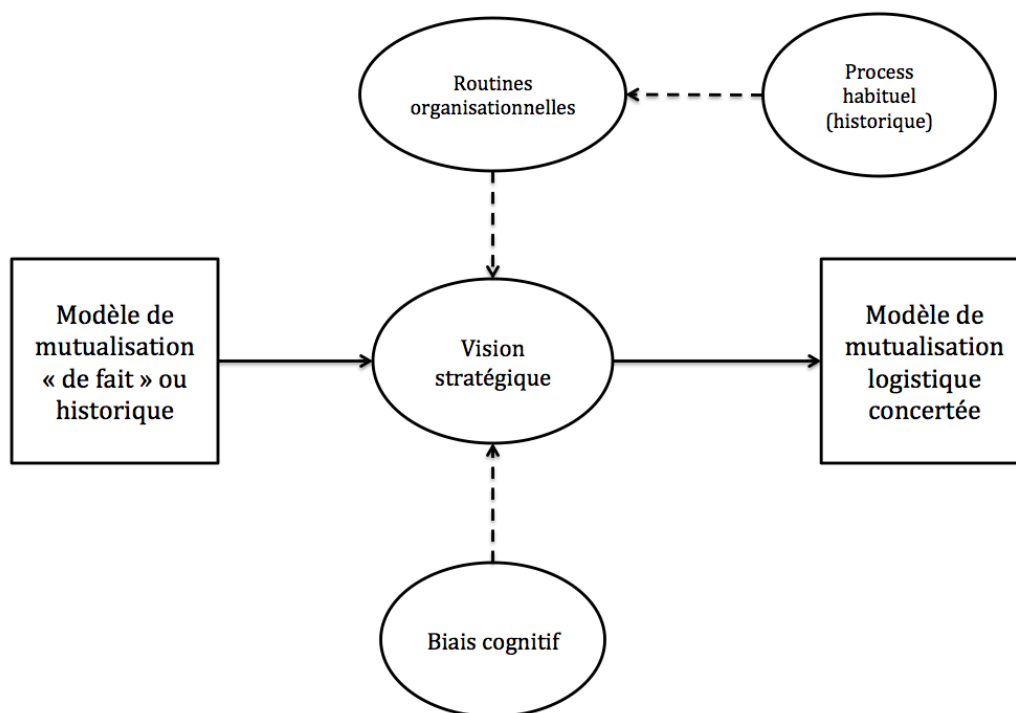 Routines
organisationnelles
Process
habituel
(historique)
Modèle de
mutualisation
« de fait » ou
historique
Vision
stratégique
Modèle de
mutualisation
logistique
concertée
Biais cognitif